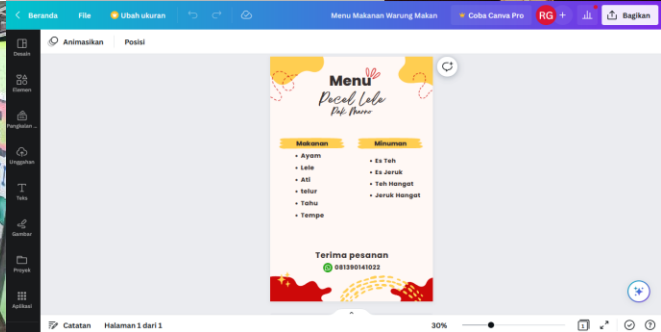 Beranda File Ubah ukuran Menu Makanan Warung Makan Coba Canva Pro RG + Bagikan
Animasikan Posisi
Desain
Elemen
Unggahan
Teks
Gambar
Proyek
Aplikasi
Menu
Pecel Lele
Makanan
• Ayam
• Lele
• Ati
• telur
• Tahu
• Tempe
Minuman
• Es Teh
• Es Jeruk
• Teh Hangat
• Jeruk Hangat
Terima pesanan
081390141022
Catatan Halaman 1 dari 1 30% 1